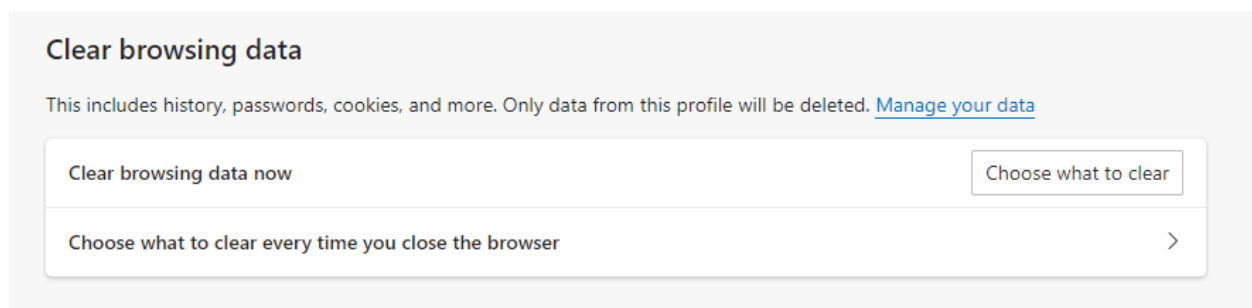 Clear browsing data
This includes history, passwords, cookies, and more. Only data from this profile will be deleted. Manage your data
Clear browsing data now
Choose what to clear
Choose what to clear every time you close the browser